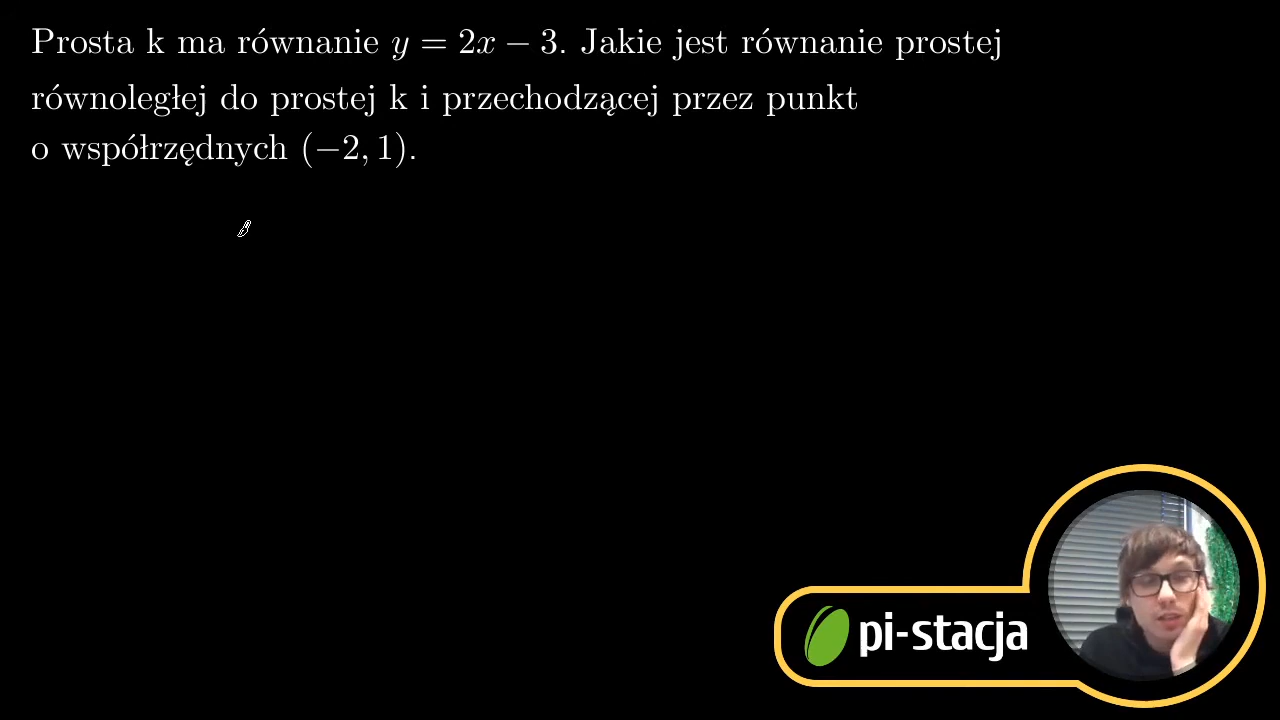 Prosta k ma równanie y = 2x − 3. Jakie jest równanie prostej
równoległej do prostej k i przechodzącej przez punkt
o współrzędnych (−2, 1).
pi-stacja